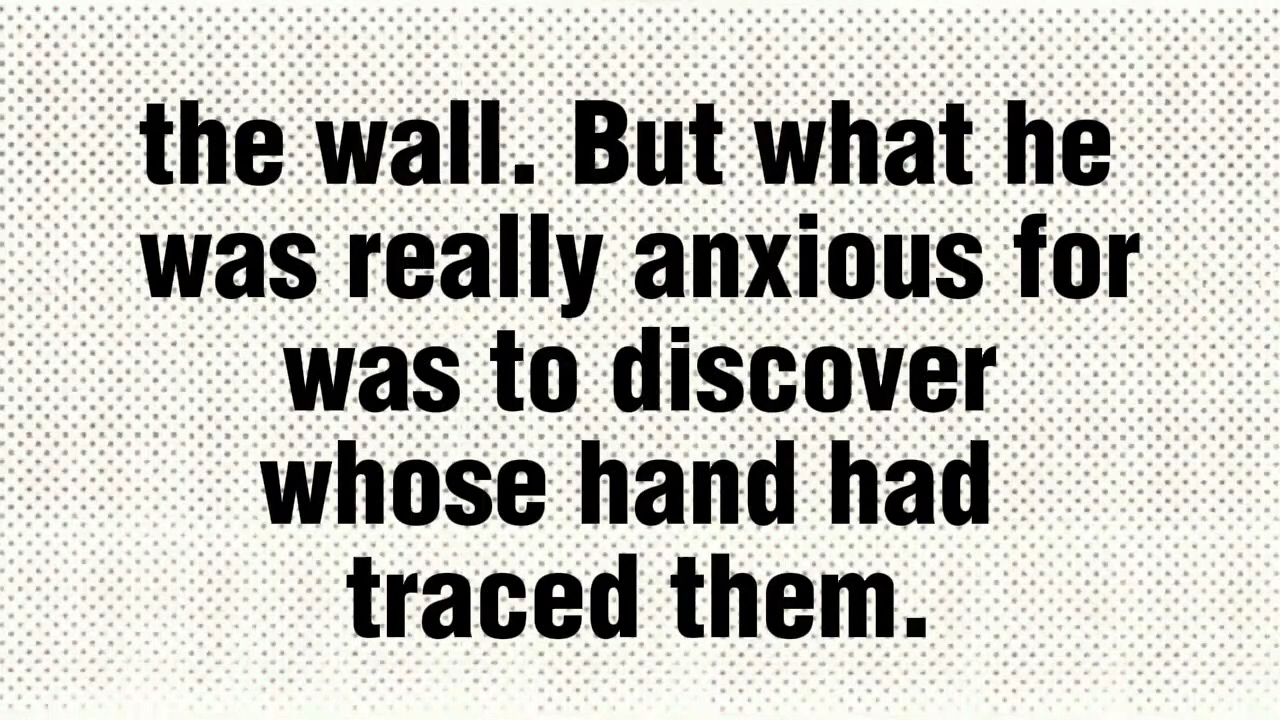 the wall. But what he
was really anxious for
was to discover
whose hand had
traced them.